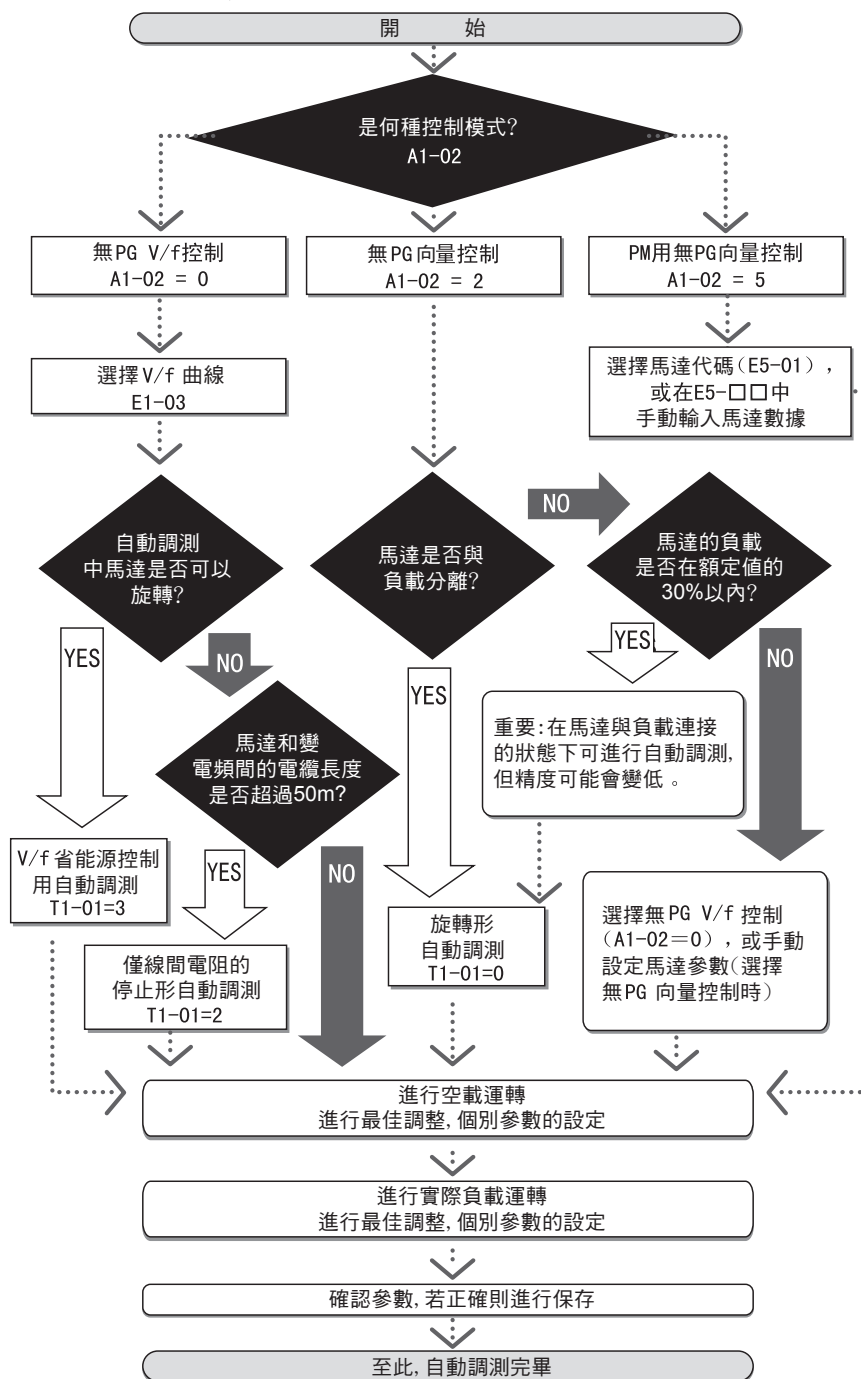 開 始
是何種控制模式?
A1-02
無PG V/f控制
A1-02 = 0
無PG向量控制
A1-02 = 2
PM用無PG向量控制
A1-02 = 5
選擇V/f 曲線
E1-03
選擇馬達代碼(E5-01),
或在E5-□□中
手動輸入馬達數據
自動調測
中馬達是否可以
旋轉?
馬達是否與
負載分離?
NO
馬達的負載
是否在額定值的
30%以內?
YES
NO
YES
YES
NO
馬達和變
電頻間的電纜長度
是否超過50m?
重要:在馬達與負載連接
的狀態下可進行自動調測,
但精度可能會變低。
V/f 省能源控制
用自動調測
T1-01=3
YES
NO
僅線間電阻的
停止形自動調測
T1-01=2
旋轉形
自動調測
T1-01=0
選擇無PG V/f 控制
(A1-02=0),或手動
設定馬達參數(選擇
無PG 向量控制時)
進行空載運轉
進行最佳調整,個別參數的設定
進行實際負載運轉
進行最佳調整,個別參數的設定
確認參數,若正確則進行保存
至此,自動調測完畢